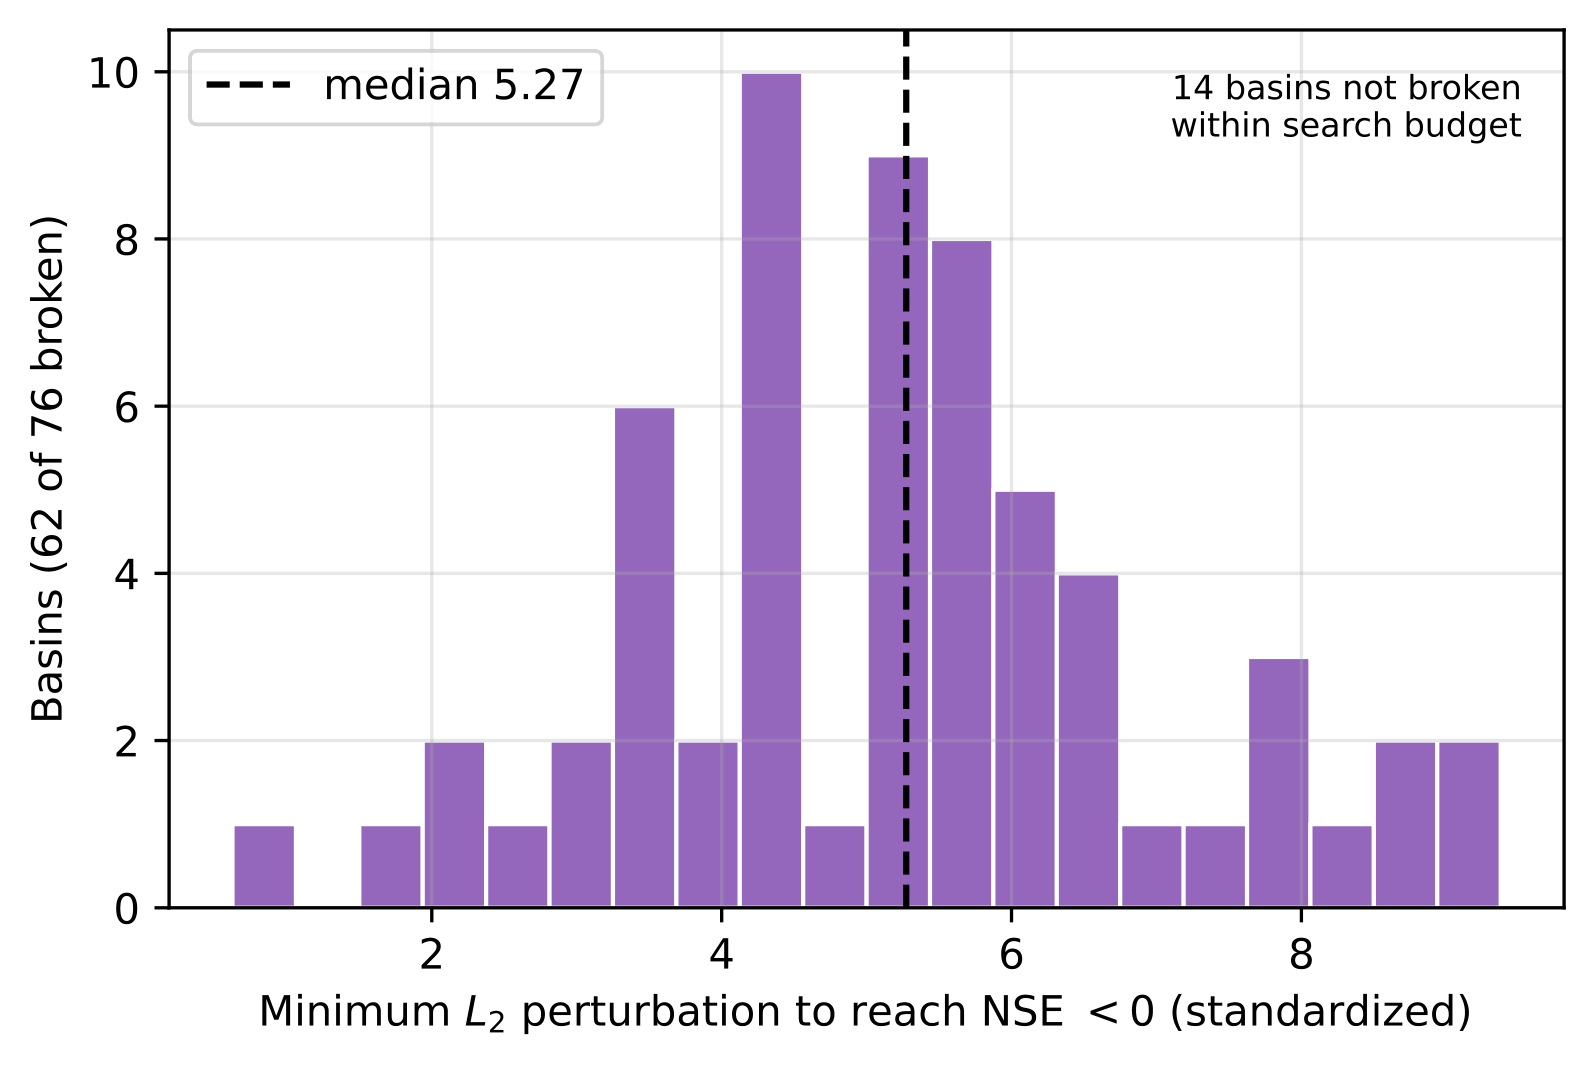 median 5.27
14 basins not broken
within search budget
Basins (62 of 76 broken)
10
8
6
4
2
0
2 4 6 8
Minimum L₂ perturbation to reach NSE < 0 (standardized)